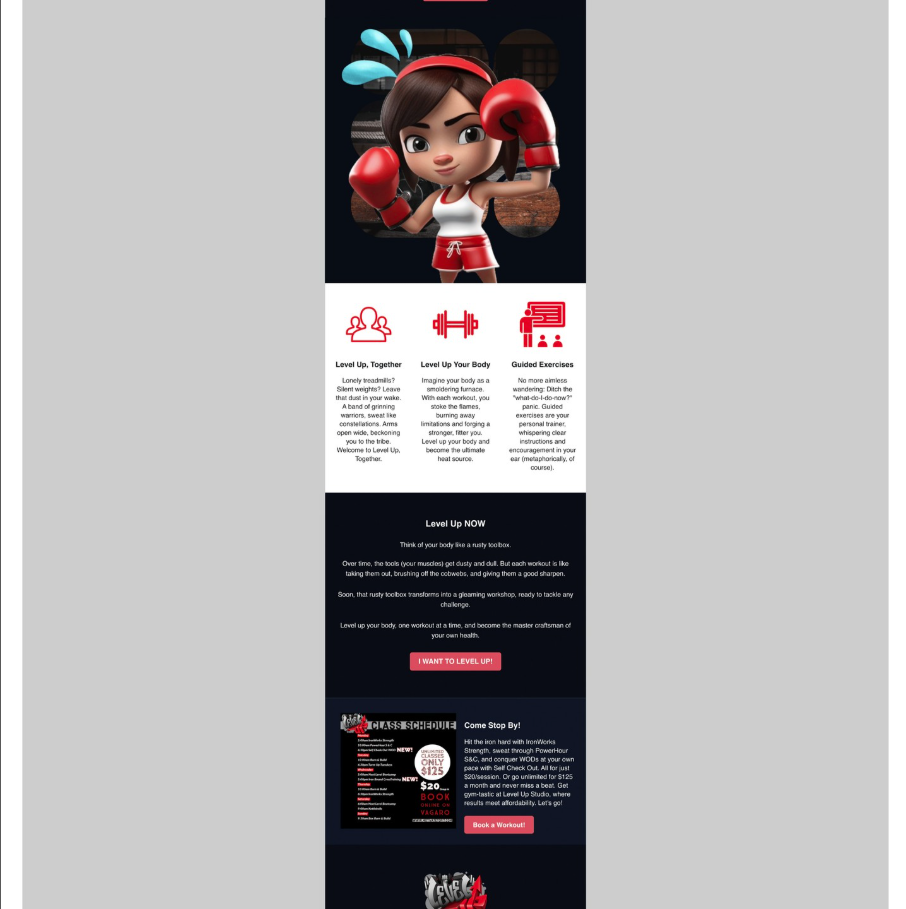 Level Up, Together
Lonely treadmills?
Silent weights? Leave
that dust in your wake.
A band of grinning
warriors, sweat like
constellations. Arms
open wide, beckoning
you to the tribe.
Welcome to Level Up,
Together.
Level Up Your Body
Imagine your body as a
smoldering furnace.
With each workout, you
stoke the flames,
burning away
limitations and forging a
stronger, fitter you.
Level up your body and
become the ultimate
heat source.
Guided Exercises
No more aimless
wandering: Ditch the
"what-do-I-do-now?"
panic. Guided
exercises are your
personal trainer,
whispering clear
instructions and
encouragement in your
ear (metaphorically, of
course).
Level Up NOW
Think of your body like a rusty toolbox.
Over time, the tools (your muscles) get dusty and dull. But each workout is like
taking them out, brushing off the cobwebs, and giving them a good sharpen.
Soon, that rusty toolbox transforms into a gleaming workshop, ready to tackle any
challenge.
Level up your body, one workout at a time, and become the master craftsman of
your own health.
I WANT TO LEVEL UP!
CLASS SCHEDULE
NEW!
NEW!
UNLIMITED
CLASSES
ONLY
$125
$20
BOOK
ONLINE ON
VAGARO
Come Stop By!
Hit the iron hard with IronWorks
Strength, sweat through PowerHour
S&C, and conquer WODs at your own
pace with Self Check Out. All for just
$20/session. Or go unlimited for $125
a month and never miss a beat. Get
gym-tastic at Level Up Studio, where
results meet affordability. Let's go!
Book a Workout!
LEVEL